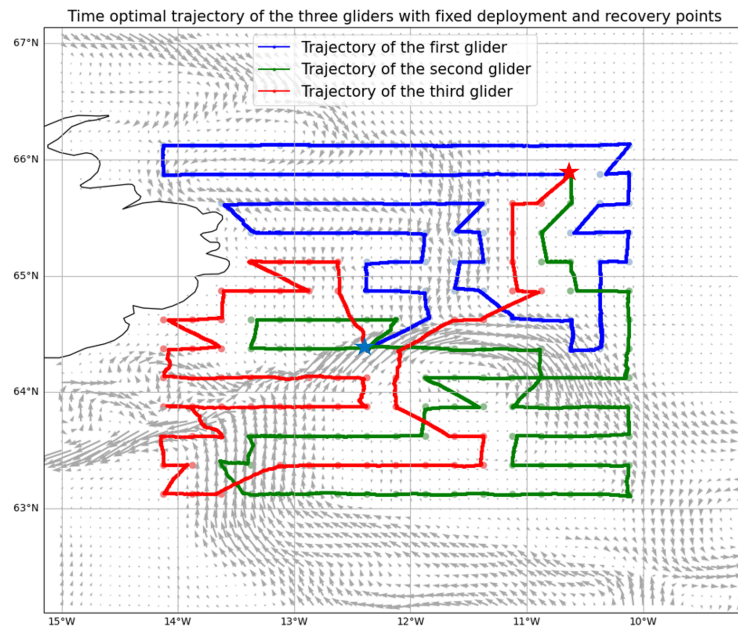 Time optimal trajectory of the three gliders with fixed deployment and recovery points
67°N
Trajectory of the first glider
Trajectory of the second glider
Trajectory of the third glider
66°N
65°N
64°N
63°N
15°W 14°W 13°W 12°W 11°W 10°W